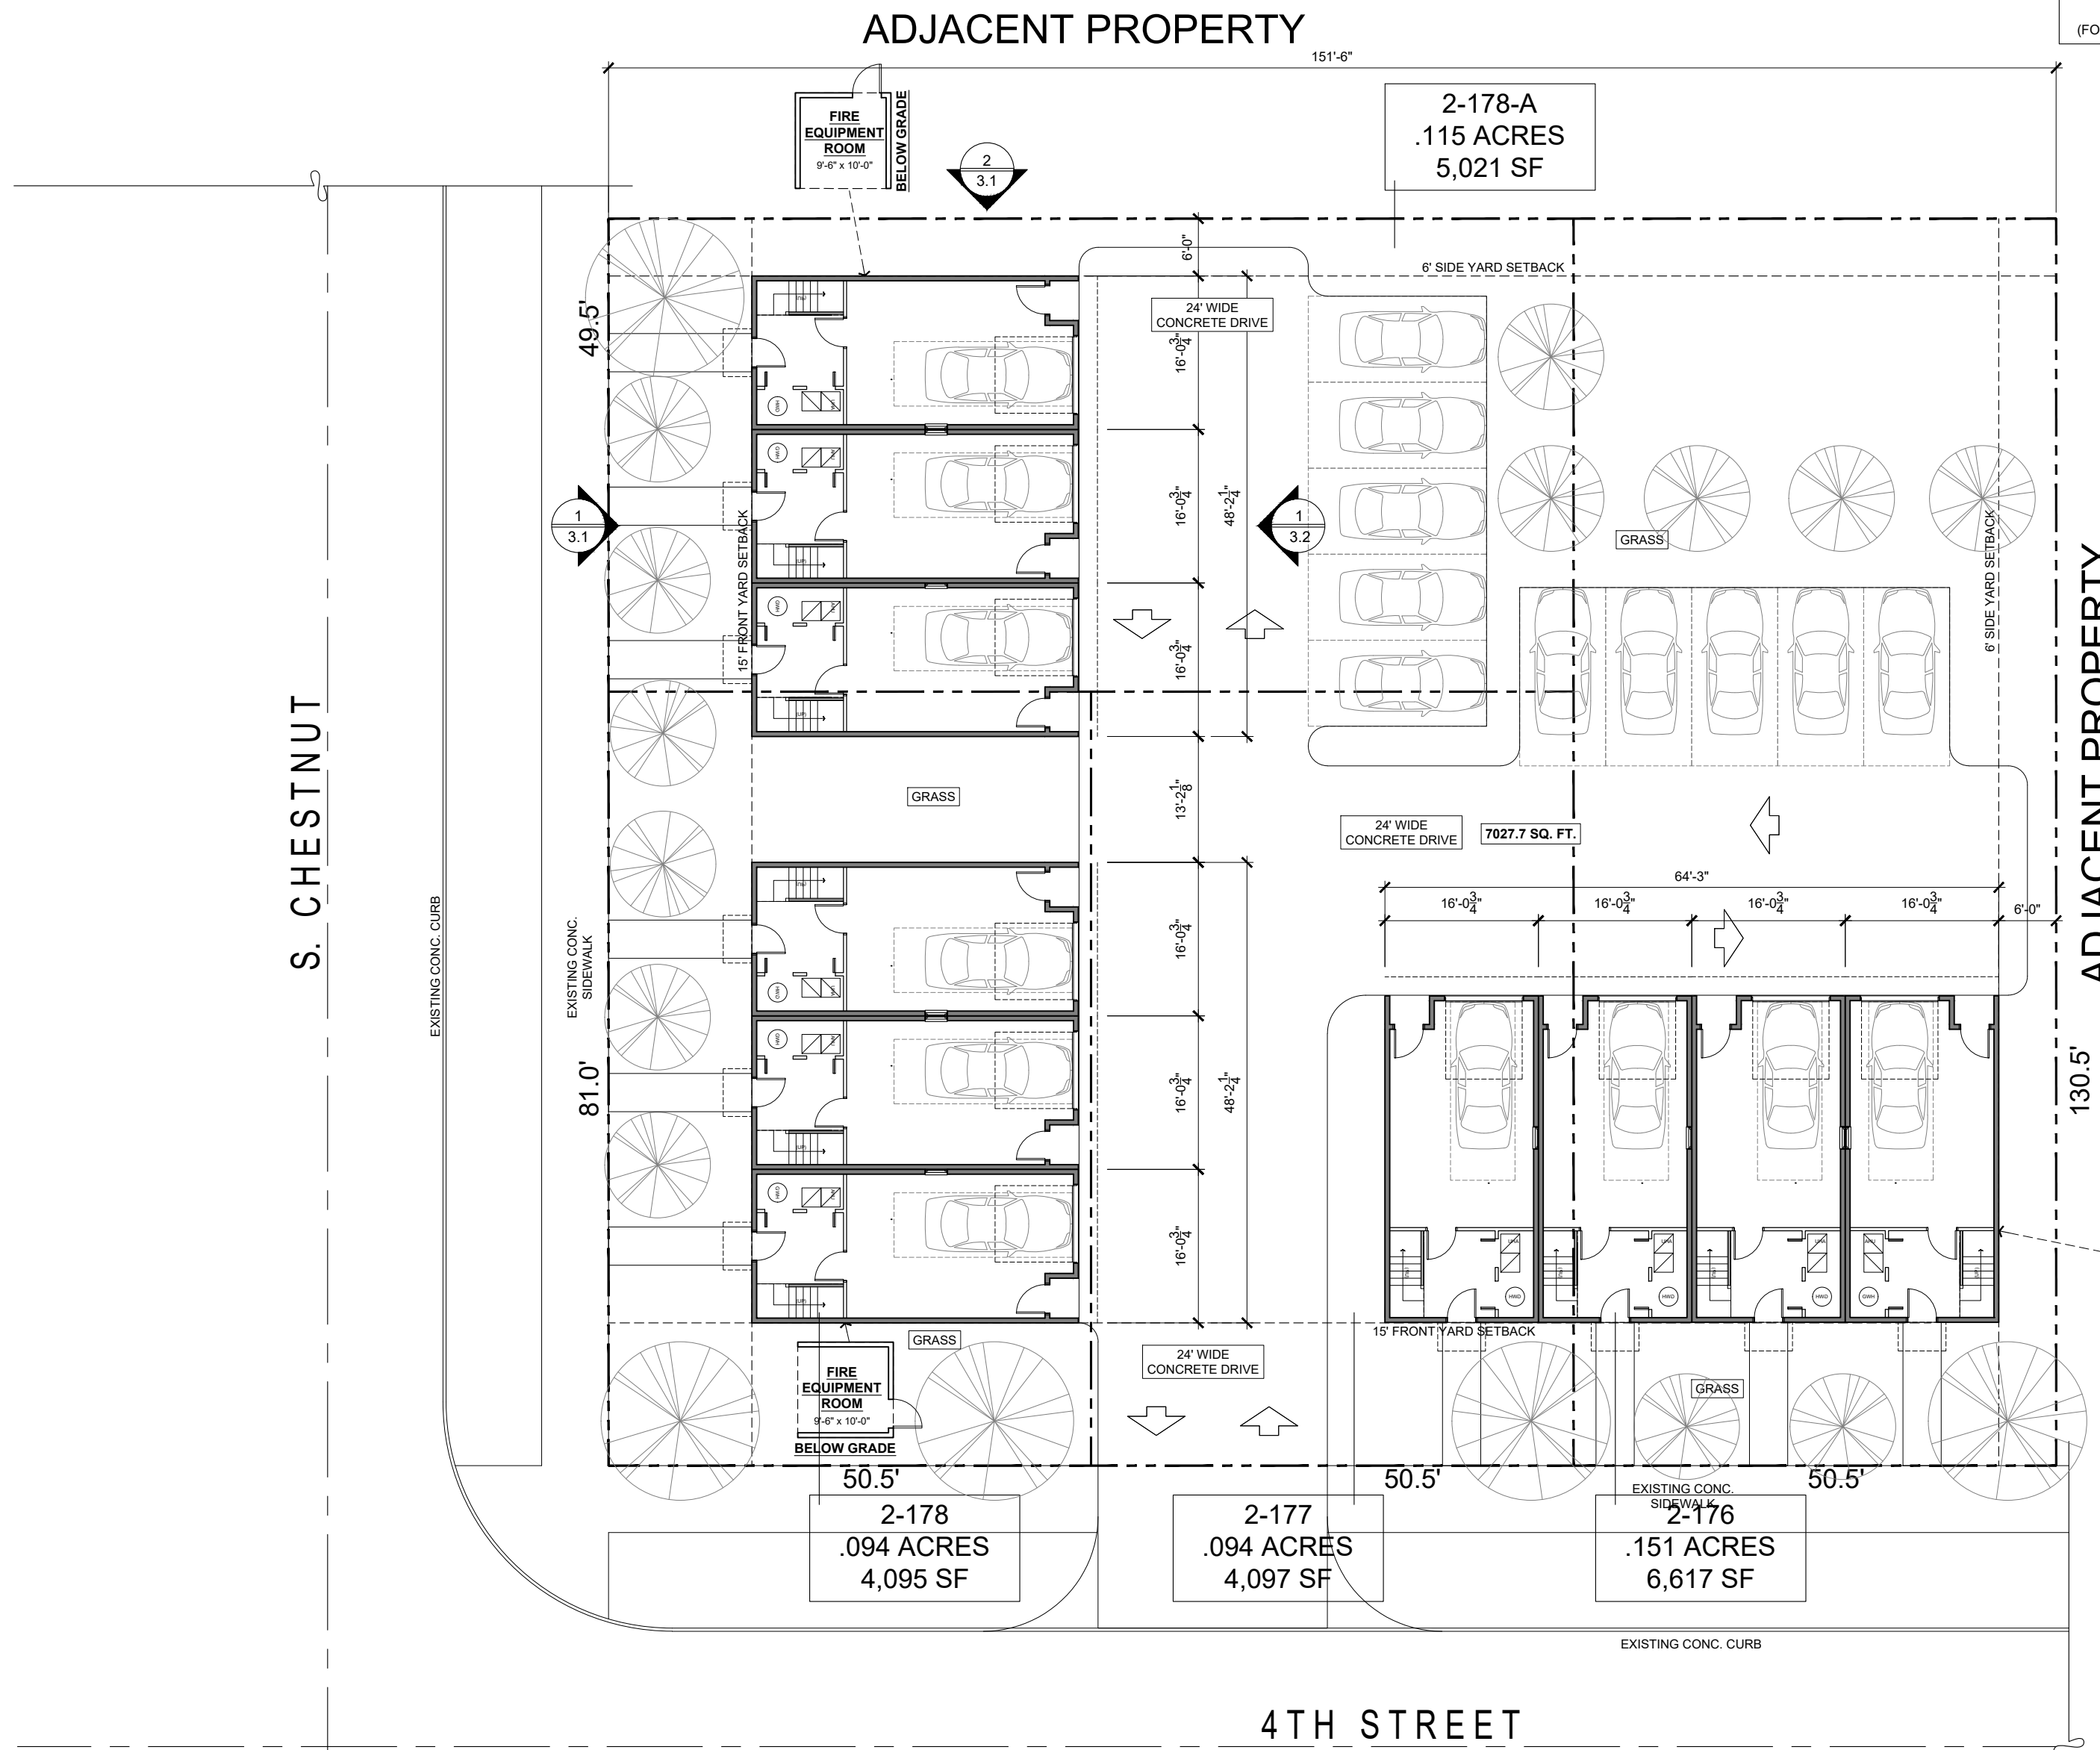 ADJACENT PROPERTY
(FO
151'-6"
FIRE
EQUIPMENT
ROOM
9'-6" x 10'-0"
BELOW GRADE
2
3.1
2-178-A
.115 ACRES
5,021 SF
6'-0"
6' SIDE YARD SETBACK
24' WIDE
CONCRETE DRIVE
49.5'
16'-0 3/4"
16'-0 3/4"
16'-0 3/4"
48'-2 1/4"
1
3.1
1
3.2
15' FRONT YARD SETBACK
GRASS
6' SIDE YARD SETBACK
ADJACENT PROPERTY
S. CHESTNUT
GRASS
13'-2 1/8"
24' WIDE
CONCRETE DRIVE
7027.7 SQ. FT.
64'-3"
16'-0 3/4"
16'-0 3/4"
16'-0 3/4"
16'-0 3/4"
6'-0"
EXISTING CONC. CURB
EXISTING CONC.
SIDEWALK
81.0'
16'-0 3/4"
16'-0 3/4"
16'-0 3/4"
48'-2 1/4"
130.5'
GRASS
15' FRONT YARD SETBACK
24' WIDE
CONCRETE DRIVE
FIRE
EQUIPMENT
ROOM
9'-6" x 10'-0"
BELOW GRADE
GRASS
50.5'
50.5'
50.5'
EXISTING CONC.
SIDEWALK
2-178
.094 ACRES
4,095 SF
2-177
.094 ACRES
4,097 SF
2-176
.151 ACRES
6,617 SF
EXISTING CONC. CURB
4TH STREET